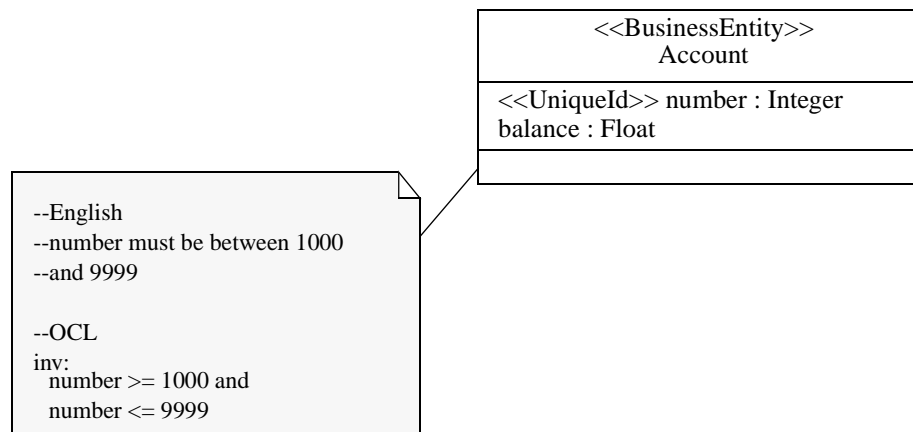 <<BusinessEntity>>
Account
<<UniqueId>> number : Integer
balance : Float
--English
--number must be between 1000
--and 9999
--OCL
inv:
number >= 1000 and
number <= 9999